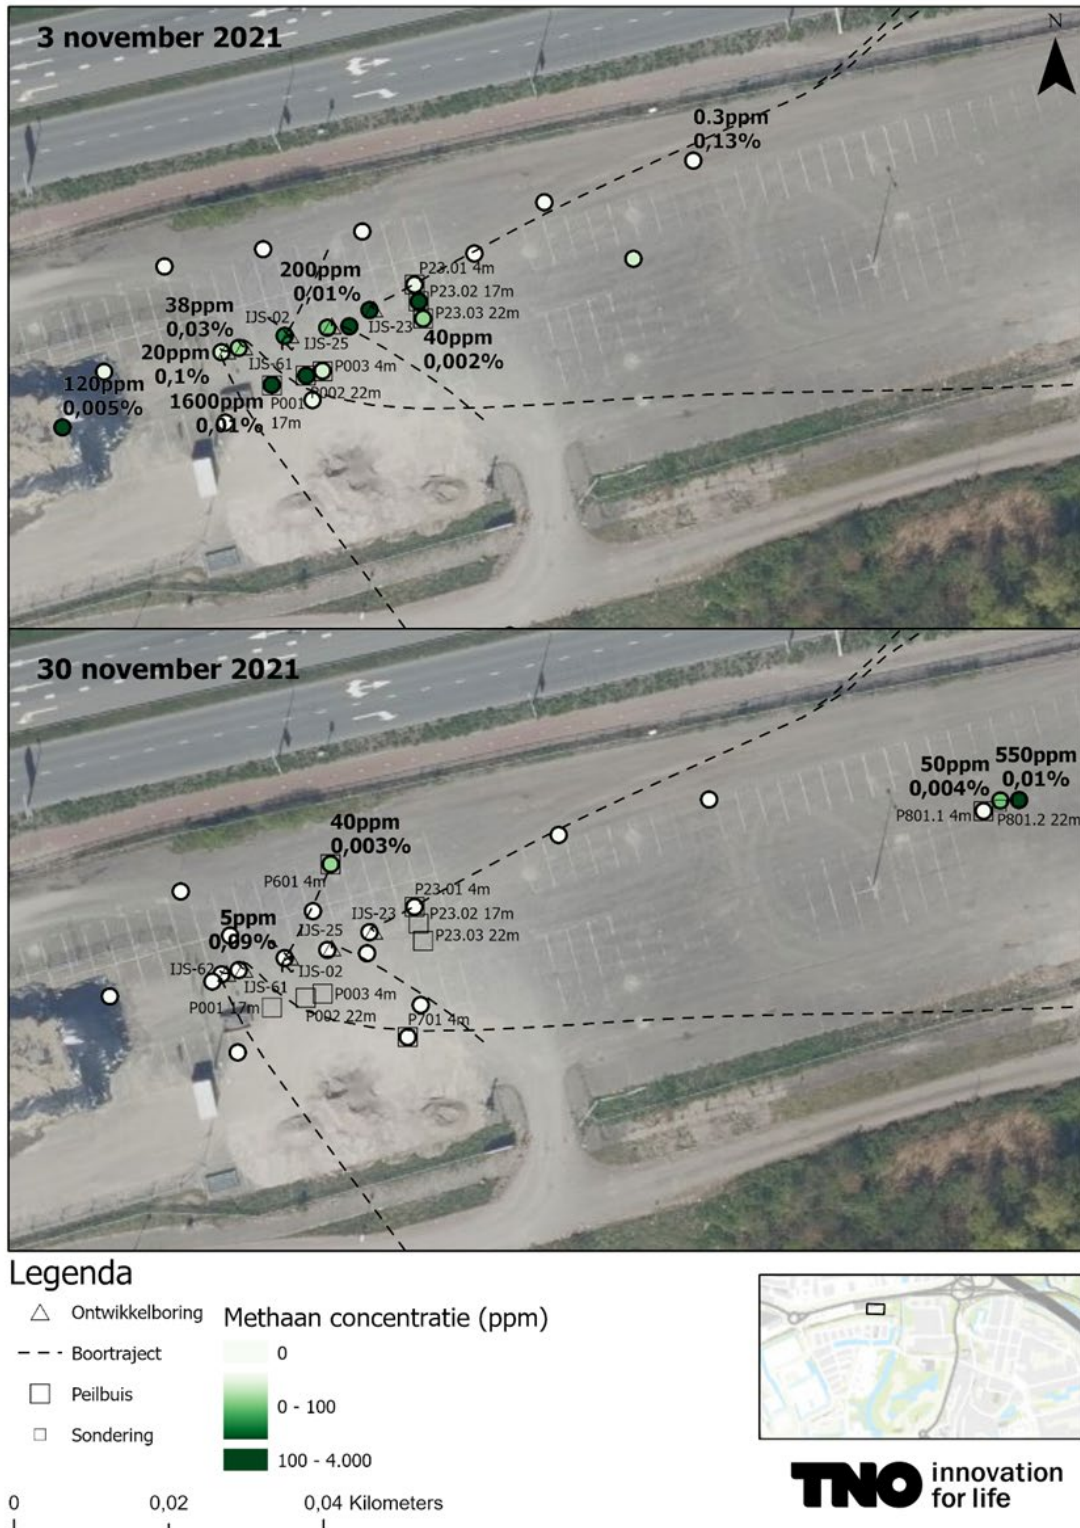 3 november 2021
N
0.3ppm
0,13%
200ppm
0,01%
P23.01 4m
P23.02 17m
P23.03 22m
38ppm
0,03%
IJS-02
IJS-23
IJS-25
40ppm
0,002%
20ppm
0,1%
IJS-61
P003 4m
P002 22m
120ppm
0,005%
1600ppm
0,01%
P001
17m
30 november 2021
50ppm
0,004%
550ppm
0,01%
P801.1 4m
P801.2 22m
40ppm
0,003%
P601 4m
P23.01 4m
P23.02 17m
P23.03 22m
5ppm
0,09%
IJS-23
IJS-25
IJS-62
IJS-02
IJS-61
P003 4m
P001 17m
P002 22m
P701 4m
Legenda
Ontwikkelboring
Boortraject
Peilbuis
Sondering
Methaan concentratie (ppm)
0
0 - 100
100 - 4.000
0
0,02
0,04 Kilometers
TNO innovation
for life